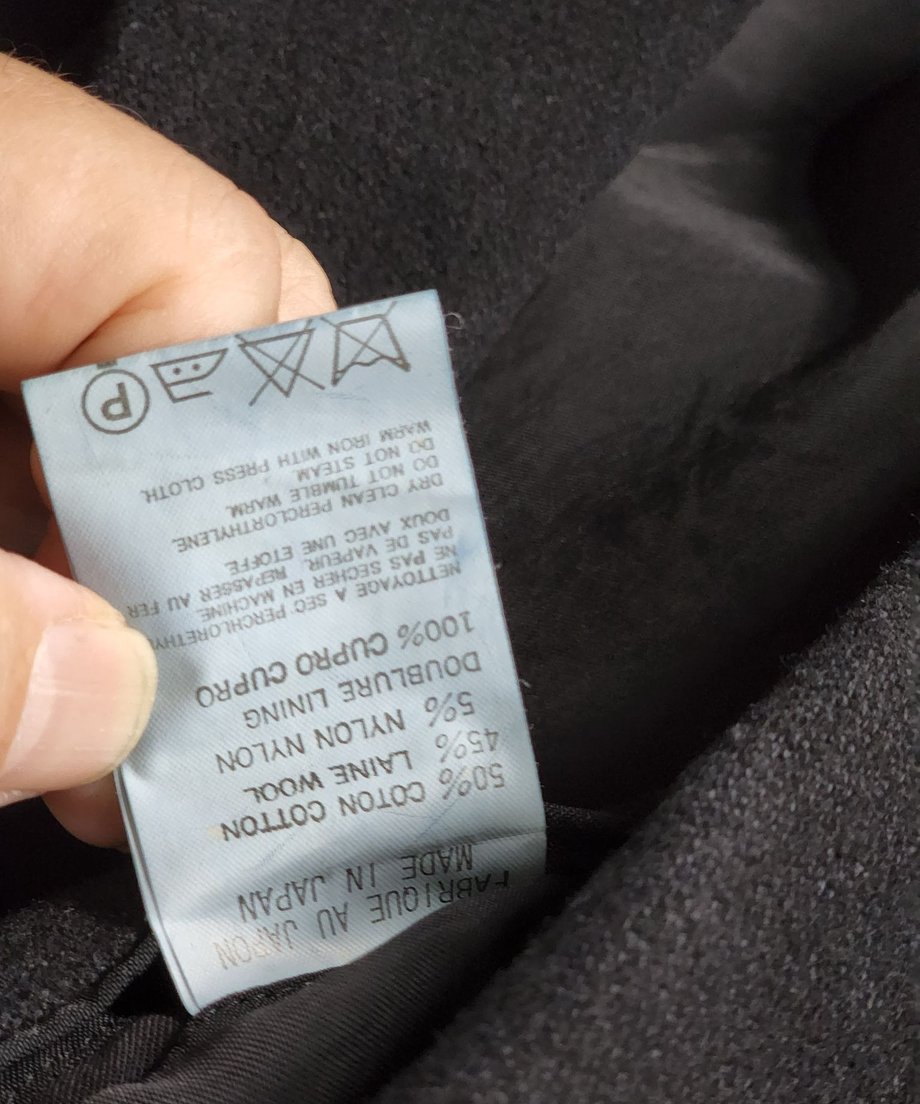 FABRIQUE AU JAPON
MADE IN JAPAN
50% COTON COTTON
45% LAINE WOOL
5% NYLON NYLON
DOUBLURE LINING
100% CUPRO CUPRO
NETTOYAGE A SEC PERCHLORETHY
NE PAS SECHER EN MACHINE.
PAS DE VAPEUR. REPASSER AU FER
DOUX AVEC UNE ETOFFE.
DRY CLEAN PERCLORTHYLENE.
DO NOT TUMBLE WARM.
DO NOT STEAM.
WARM IRON WITH PRESS CLOTH.
P